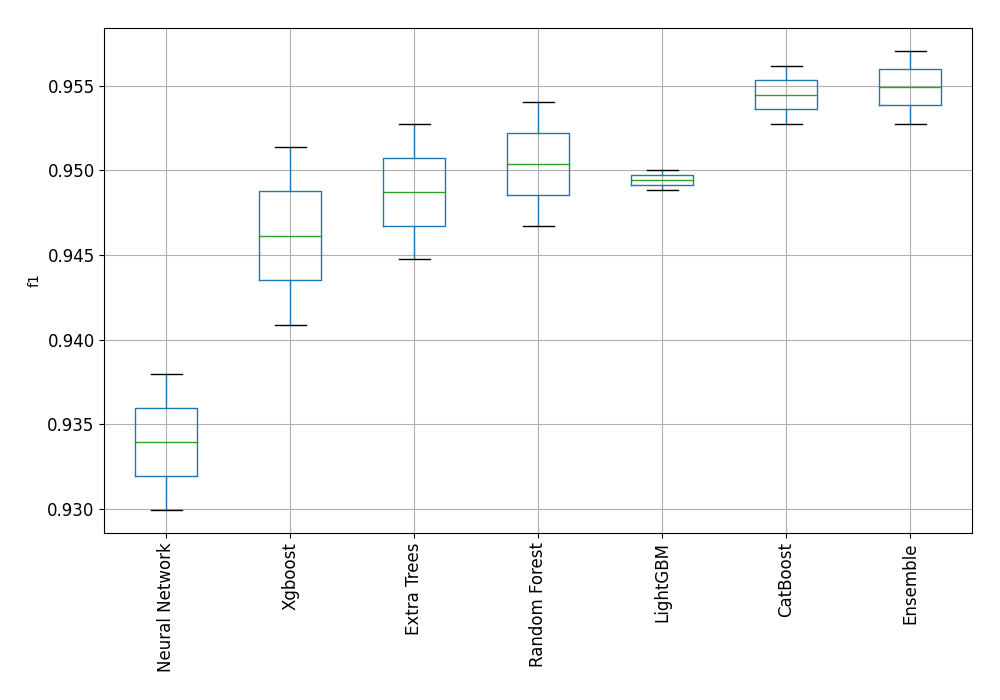 0.955
0.950
0.945
0.940
0.935
0.930
f1
Neural Network
Xgboost
Extra Trees
Random Forest
LightGBM
CatBoost
Ensemble